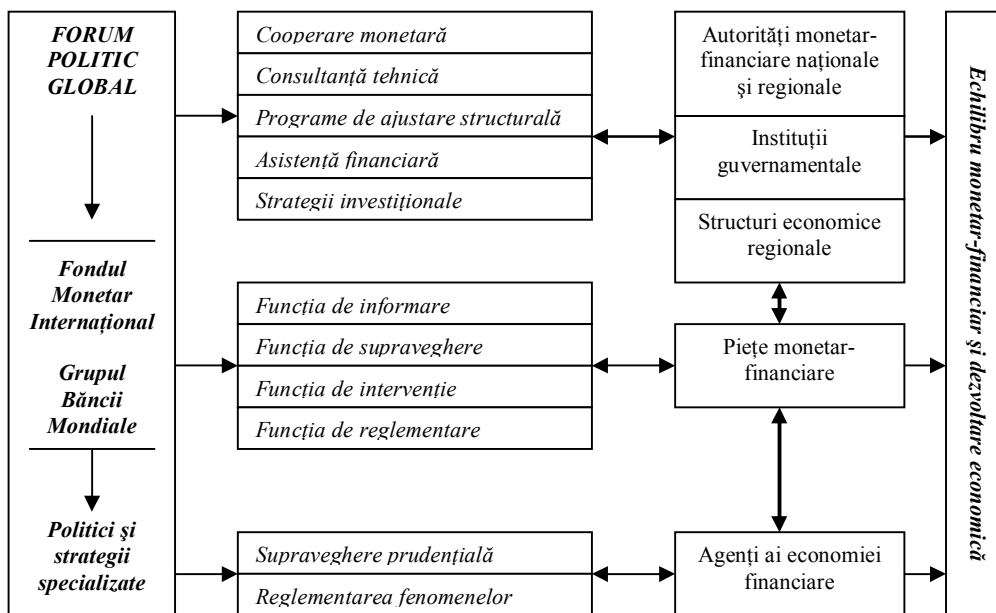 FORUM
POLITIC
GLOBAL
Fondul
Monetar
Internațional
Grupul
Băncii
Mondiale
Politici şi
strategii
specializate
Cooperare monetară
Consultanță tehnică
Programe de ajustare structurală
Asistență financiară
Strategii investiționale
Funcția de informare
Funcția de supraveghere
Funcția de intervenție
Funcția de reglementare
Supraveghere prudențială
Reglementarea fenomenelor
Autorități monetar-
financiare naționale
şi regionale
Instituții
guvernamentale
Structuri economice
regionale
Piețe monetar-
financiare
Agenți ai economiei
financiare
Echilibru monetar-financiar şi dezvoltare economică